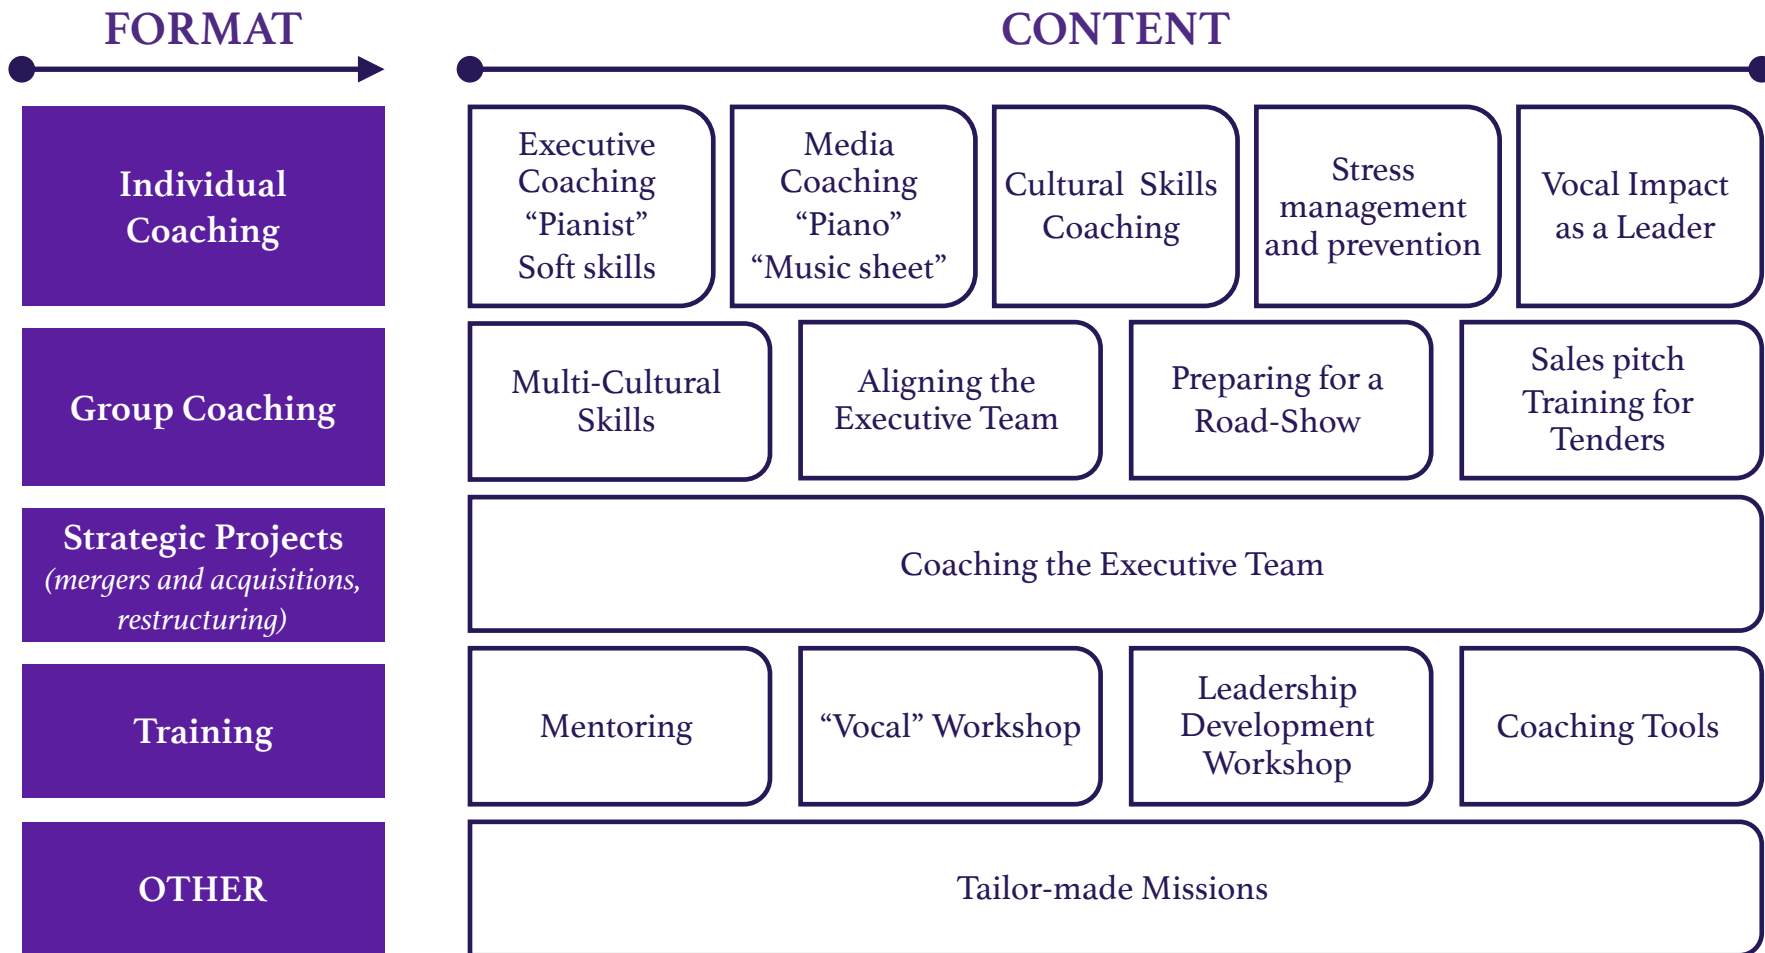 FORMAT
CONTENT
Individual
Coaching
Executive
Coaching
“Pianist”
Soft skills
Media
Coaching
“Piano”
“Music sheet”
Cultural Skills
Coaching
Stress
management
and prevention
Vocal Impact
as a Leader
Group Coaching
Multi-Cultural
Skills
Aligning the
Executive Team
Preparing for a
Road-Show
Sales pitch
Training for
Tenders
Strategic Projects
(mergers and acquisitions,
restructuring)
Coaching the Executive Team
Training
Mentoring
“Vocal” Workshop
Leadership
Development
Workshop
Coaching Tools
OTHER
Tailor-made Missions